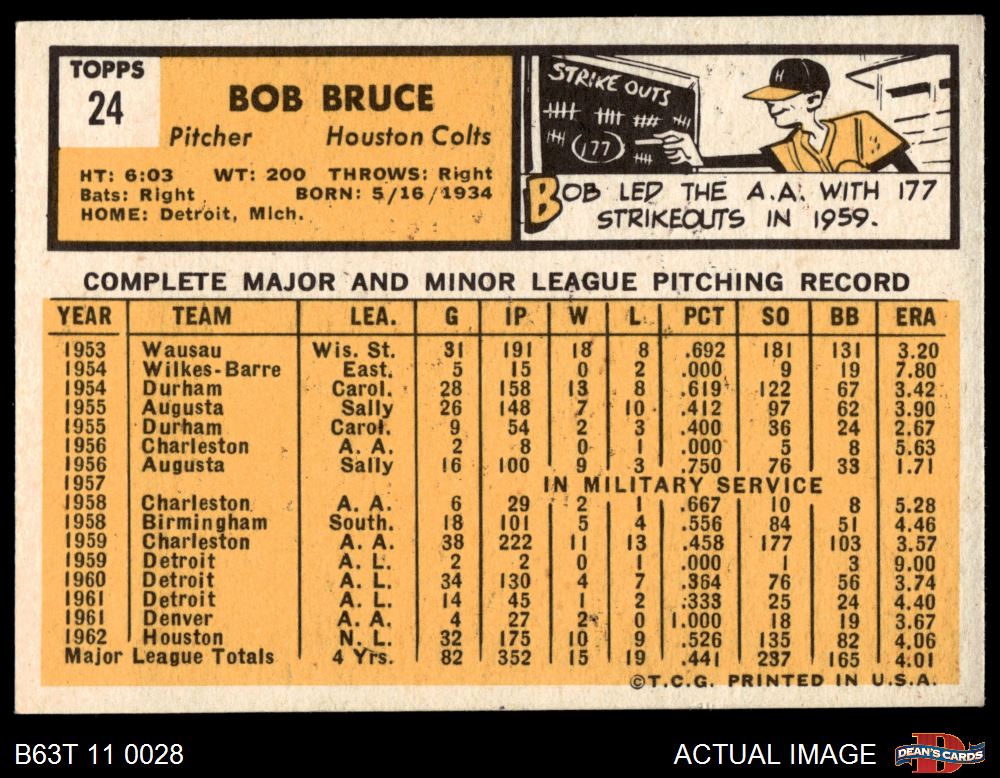 TOPPS
24
BOB BRUCE
Pitcher Houston Colts
HT: 6:03 WT: 200 THROWS: Right
Bats: Right BORN: 5/16/1934
HOME: Detroit, Mich.
STRIKE OUTS
H
177
BOB LED THE A.A. WITH 177
STRIKEOUTS IN 1959.
COMPLETE MAJOR AND MINOR LEAGUE PITCHING RECORD
YEAR TEAM LEA. G IP W L PCT SO BB ERA
1953 Wausau Wis. St. 31 191 18 8 .692 181 131 3.20
1954 Wilkes-Barre East. 5 15 0 2 .000 9 19 7.80
1954 Durham Carol. 28 158 13 8 .619 122 67 3.42
1955 Augusta Sally 26 148 7 10 .412 97 62 3.90
1955 Durham Carol. 9 54 2 3 .400 36 24 2.67
1956 Charleston A. A. 2 8 0 1 .000 5 8 5.63
1956 Augusta Sally 16 100 9 3 .750 76 33 1.71
1957 IN MILITARY SERVICE
1958 Charleston A. A. 6 29 2 1 .667 10 8 5.28
1958 Birmingham South. 18 101 5 4 .556 84 51 4.46
1959 Charleston A. A. 38 222 11 13 .458 177 103 3.57
1959 Detroit A. L. 2 2 0 1 .000 1 3 9.00
1960 Detroit A. L. 34 130 4 7 .364 76 56 3.74
1961 Detroit A. L. 14 45 1 2 .333 25 24 4.40
1961 Denver A. A. 4 27 2 0 1.000 18 19 3.67
1962 Houston N. L. 32 175 10 9 .526 135 82 4.06
Major League Totals 4 Yrs. 82 352 15 19 .441 237 165 4.01
©T.C.G. PRINTED IN U.S.A.
B63T 11 0028 ACTUAL IMAGE D DEAN'S CARDS